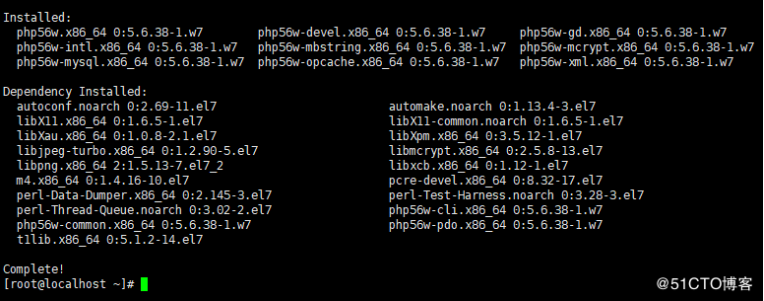 Installed:
php56w.x86_64 0:5.6.38-1.w7 php56w-devel.x86_64 0:5.6.38-1.w7 php56w-gd.x86_64 0:5.6.38-1.w7
php56w-intl.x86_64 0:5.6.38-1.w7 php56w-mbstring.x86_64 0:5.6.38-1.w7 php56w-mcrypt.x86_64 0:5.6.38-1.w7
php56w-mysql.x86_64 0:5.6.38-1.w7 php56w-opcache.x86_64 0:5.6.38-1.w7 php56w-xml.x86_64 0:5.6.38-1.w7
Dependency Installed:
autoconf.noarch 0:2.69-11.el7 automake.noarch 0:1.13.4-3.el7
libX11.x86_64 0:1.6.5-1.el7 libX11-common.noarch 0:1.6.5-1.el7
libXau.x86_64 0:1.0.8-2.1.el7 libXpm.x86_64 0:3.5.12-1.el7
libjpeg-turbo.x86_64 0:1.2.90-5.el7 libmcrypt.x86_64 0:2.5.8-13.el7
libpng.x86_64 2:1.5.13-7.el7_2 libxcb.x86_64 0:1.12-1.el7
m4.x86_64 0:1.4.16-10.el7 pcre-devel.x86_64 0:8.32-17.el7
perl-Data-Dumper.x86_64 0:2.145-3.el7 perl-Test-Harness.noarch 0:3.28-3.el7
perl-Thread-Queue.noarch 0:3.02-2.el7 php56w-cli.x86_64 0:5.6.38-1.w7
php56w-common.x86_64 0:5.6.38-1.w7 php56w-pdo.x86_64 0:5.6.38-1.w7
t1lib.x86_64 0:5.1.2-14.el7
Complete!
[root@localhost ~]#
@51CTO博客